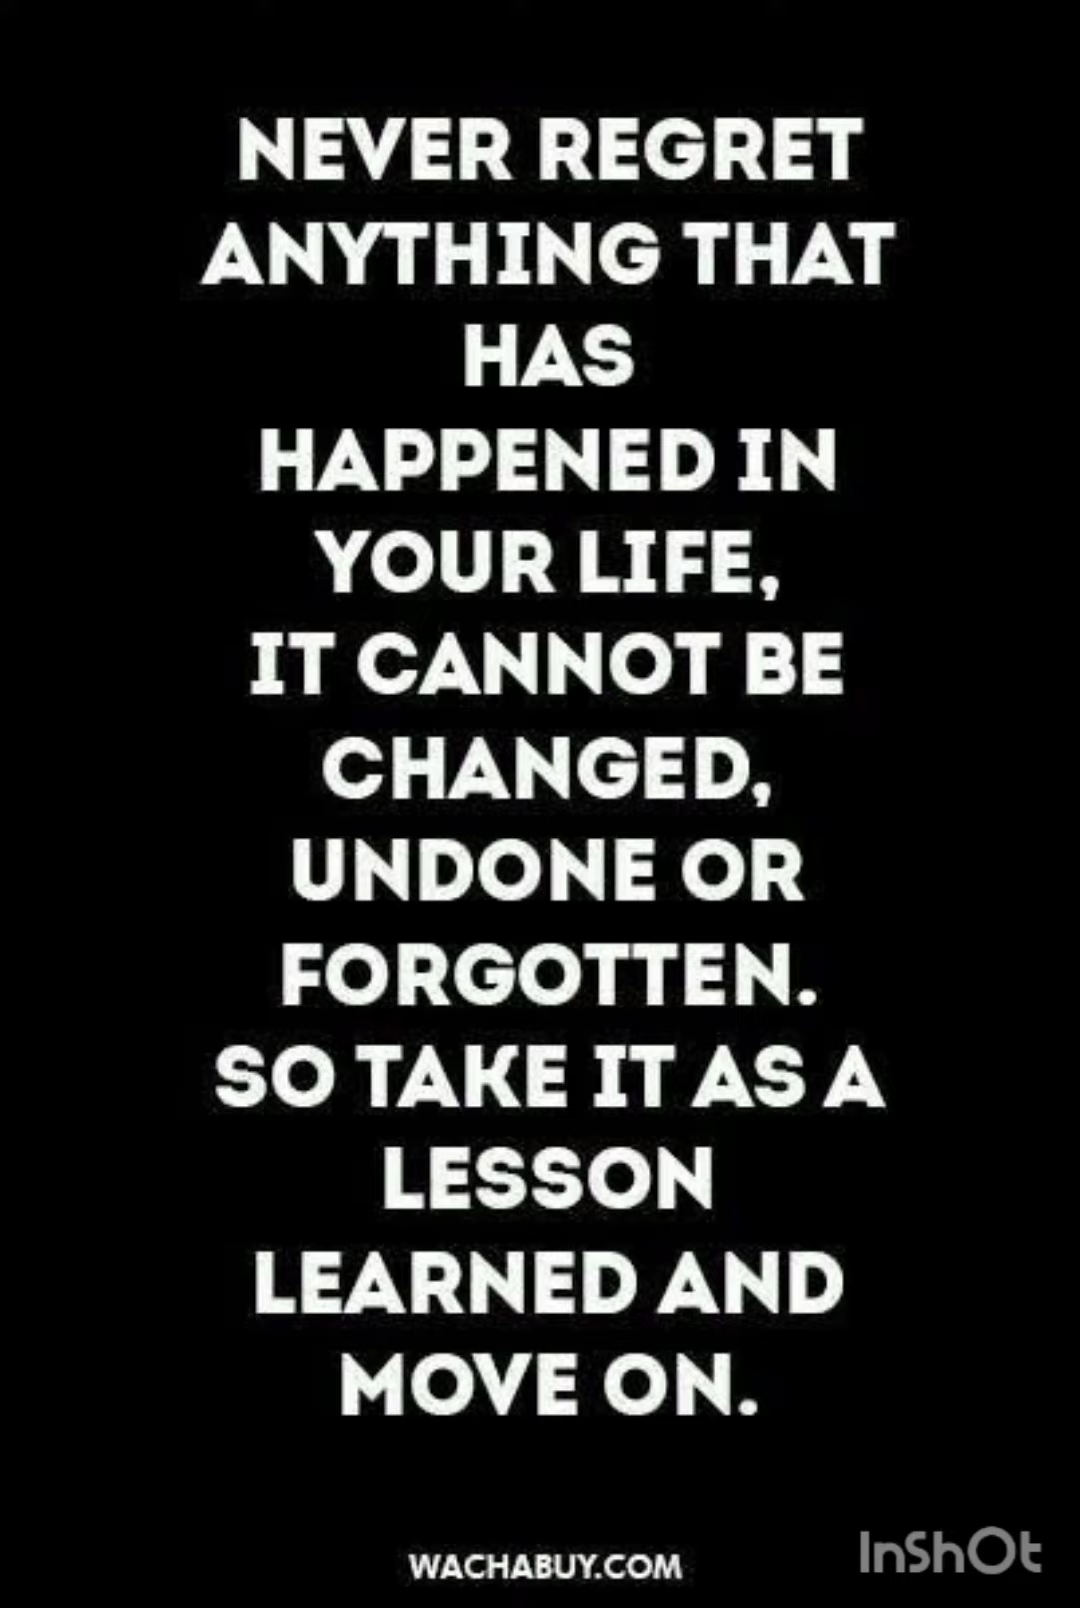 NEVER REGRET
ANYTHING THAT
HAS
HAPPENED IN
YOUR LIFE,
IT CANNOT BE
CHANGED,
UNDONE OR
FORGOTTEN.
SO TAKE IT AS A
LESSON
LEARNED AND
MOVE ON.
WACHABUY.COM
InShOt